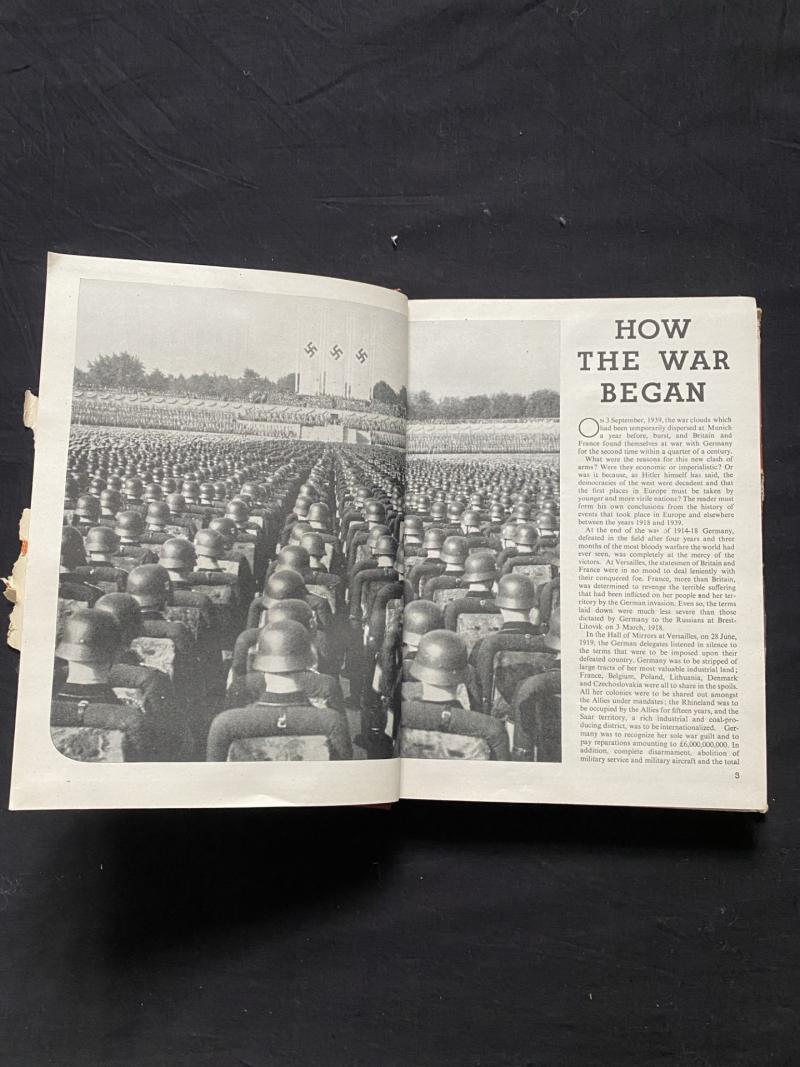 HOW
THE WAR
BEGAN
On 3 September, 1939, the war clouds which
had been temporarily dispersed at Munich
a year before, burst, and Britain and
France found themselves at war with Germany
for the second time within a quarter of a century.
What were the reasons for this new clash of
arms? Were they economic or imperialistic? Or
was it because, as Hitler himself has said, the
democracies of the west were decadent and that
the first places in Europe must be taken by
younger and more virile nations? The reader must
form his own conclusions from the history of
events that took place in Europe and elsewhere
between the years 1918 and 1939.
At the end of the war of 1914-18 Germany,
defeated in the field after four years and three
months of the most bloody warfare the world had
ever seen, was completely at the mercy of the
victors. At Versailles, the statesmen of Britain and
France were in no mood to deal leniently with
their conquered foe. France, more than Britain,
was determined to revenge the terrible suffering
that had been inflicted on her people and her ter-
ritory by the German invasion. Even so, the terms
laid down were much less severe than those
dictated by Germany to the Russians at Brest-
Litovik on 3 March, 1918.
In the Hall of Mirrors at Versailles, on 28 June,
1919, the German delegates listened in silence to
the terms that were to be imposed upon their
defeated country. Germany was to be stripped of
large tracts of her most valuable industrial land;
France, Belgium, Poland, Lithuania, Denmark
and Czechoslovakia were all to share in the spoils.
All her colonies were to be shared out amongst
the Allies under mandates; the Rhineland was to
be occupied by the Allies for fifteen years, and the
Saar territory, a rich industrial and coal-pro-
ducing district, was to be internationalized. Ger-
many was to recognize her sole war guilt and to
pay reparations amounting to £6,000,000,000. In
addition, complete disarmament, abolition of
military service and military aircraft and the total
3